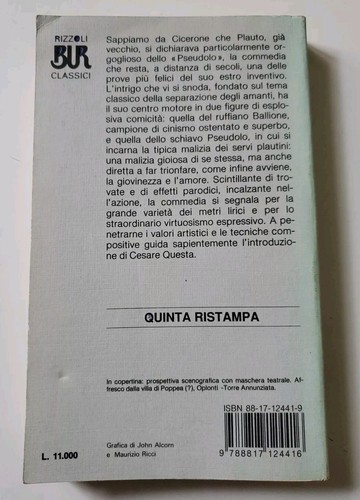 RIZZOLI
BUR
CLASSICI
Sappiamo da Cicerone che Plauto, già
vecchio, si dichiarava particolarmente or-
goglioso dello «Pseudolo», la commedia
che resta, a distanza di secoli, una delle
prove più felici del suo estro inventivo.
L'intrigo che vi si snoda, fondato sul tema
classico della separazione degli amanti, ha
il suo centro motore in due figure di esplo-
siva comicità: quella del ruffiano Ballione,
campione di cinismo ostentato e superbo,
e quella dello schiavo Pseudolo, in cui si
incarna la tipica malizia dei servi plautini:
una malizia gioiosa di se stessa, ma anche
diretta a far trionfare, come infine avviene,
la giovinezza e l'amore. Scintillante di tro-
vate e di effetti parodici, incalzante nel-
l'azione, la commedia si segnala per la
grande varietà dei metri lirici e per lo
straordinario virtuosismo espressivo. A pe-
netrarne i valori artistici e le tecniche com-
positive guida sapientemente l'introduzione
di Cesare Questa.
QUINTA RISTAMPA
In copertina: prospettiva scenografica con maschera teatrale. Af-
fresco dalla villa di Poppea (?), Oplonti -Torre Annunziata.
ISBN 88-17-12441-9
9 788817 124416
L. 11.000
Grafica di John Alcorn
e Maurizio Ricci